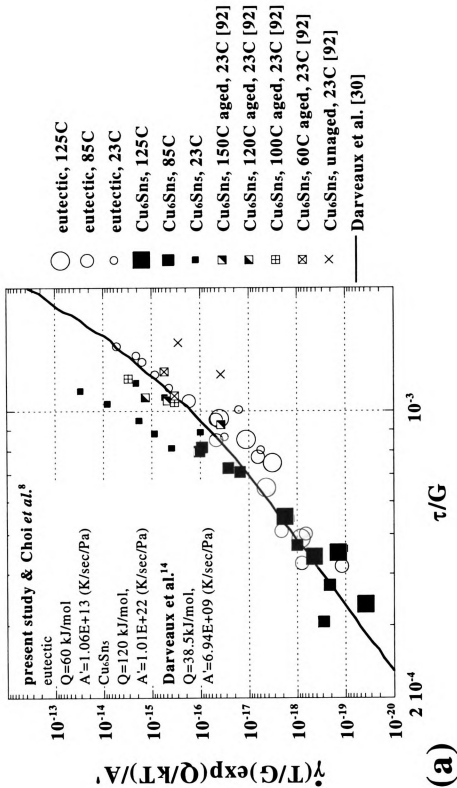 (a)
γ̇(T/G)exp(Q/kT)/A'
10⁻¹³
10⁻¹⁴
10⁻¹⁵
10⁻¹⁶
10⁻¹⁷
10⁻¹⁸
10⁻¹⁹
10⁻²⁰
present study & Choi et al.⁸
eutectic
Q=60 kJ/mol
A'=1.06E+13 (K/sec/Pa)
Cu₆Sn₅
Q=120 kJ/mol,
A'=1.01E+22 (K/sec/Pa)
Darveaux et al.¹⁴
Q=38.5kJ/mol,
A'=6.94E+09 (K/sec/Pa)
2 10⁻⁴
10⁻³
τ/G
eutectic, 125C
eutectic, 85C
eutectic, 23C
Cu₆Sn₅, 125C
Cu₆Sn₅, 85C
Cu₆Sn₅, 23C
Cu₆Sn₅, 150C aged, 23C [92]
Cu₆Sn₅, 120C aged, 23C [92]
Cu₆Sn₅, 100C aged, 23C [92]
Cu₆Sn₅, 60C aged, 23C [92]
Cu₆Sn₅, unaged, 23C [92]
Darveaux et al. [30]